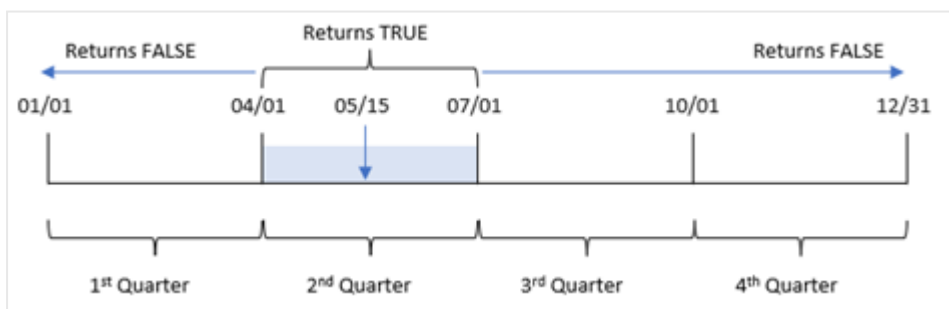 Returns TRUE
Returns FALSE Returns FALSE
01/01 04/01 05/15 07/01 10/01 12/31
1st Quarter 2nd Quarter 3rd Quarter 4th Quarter